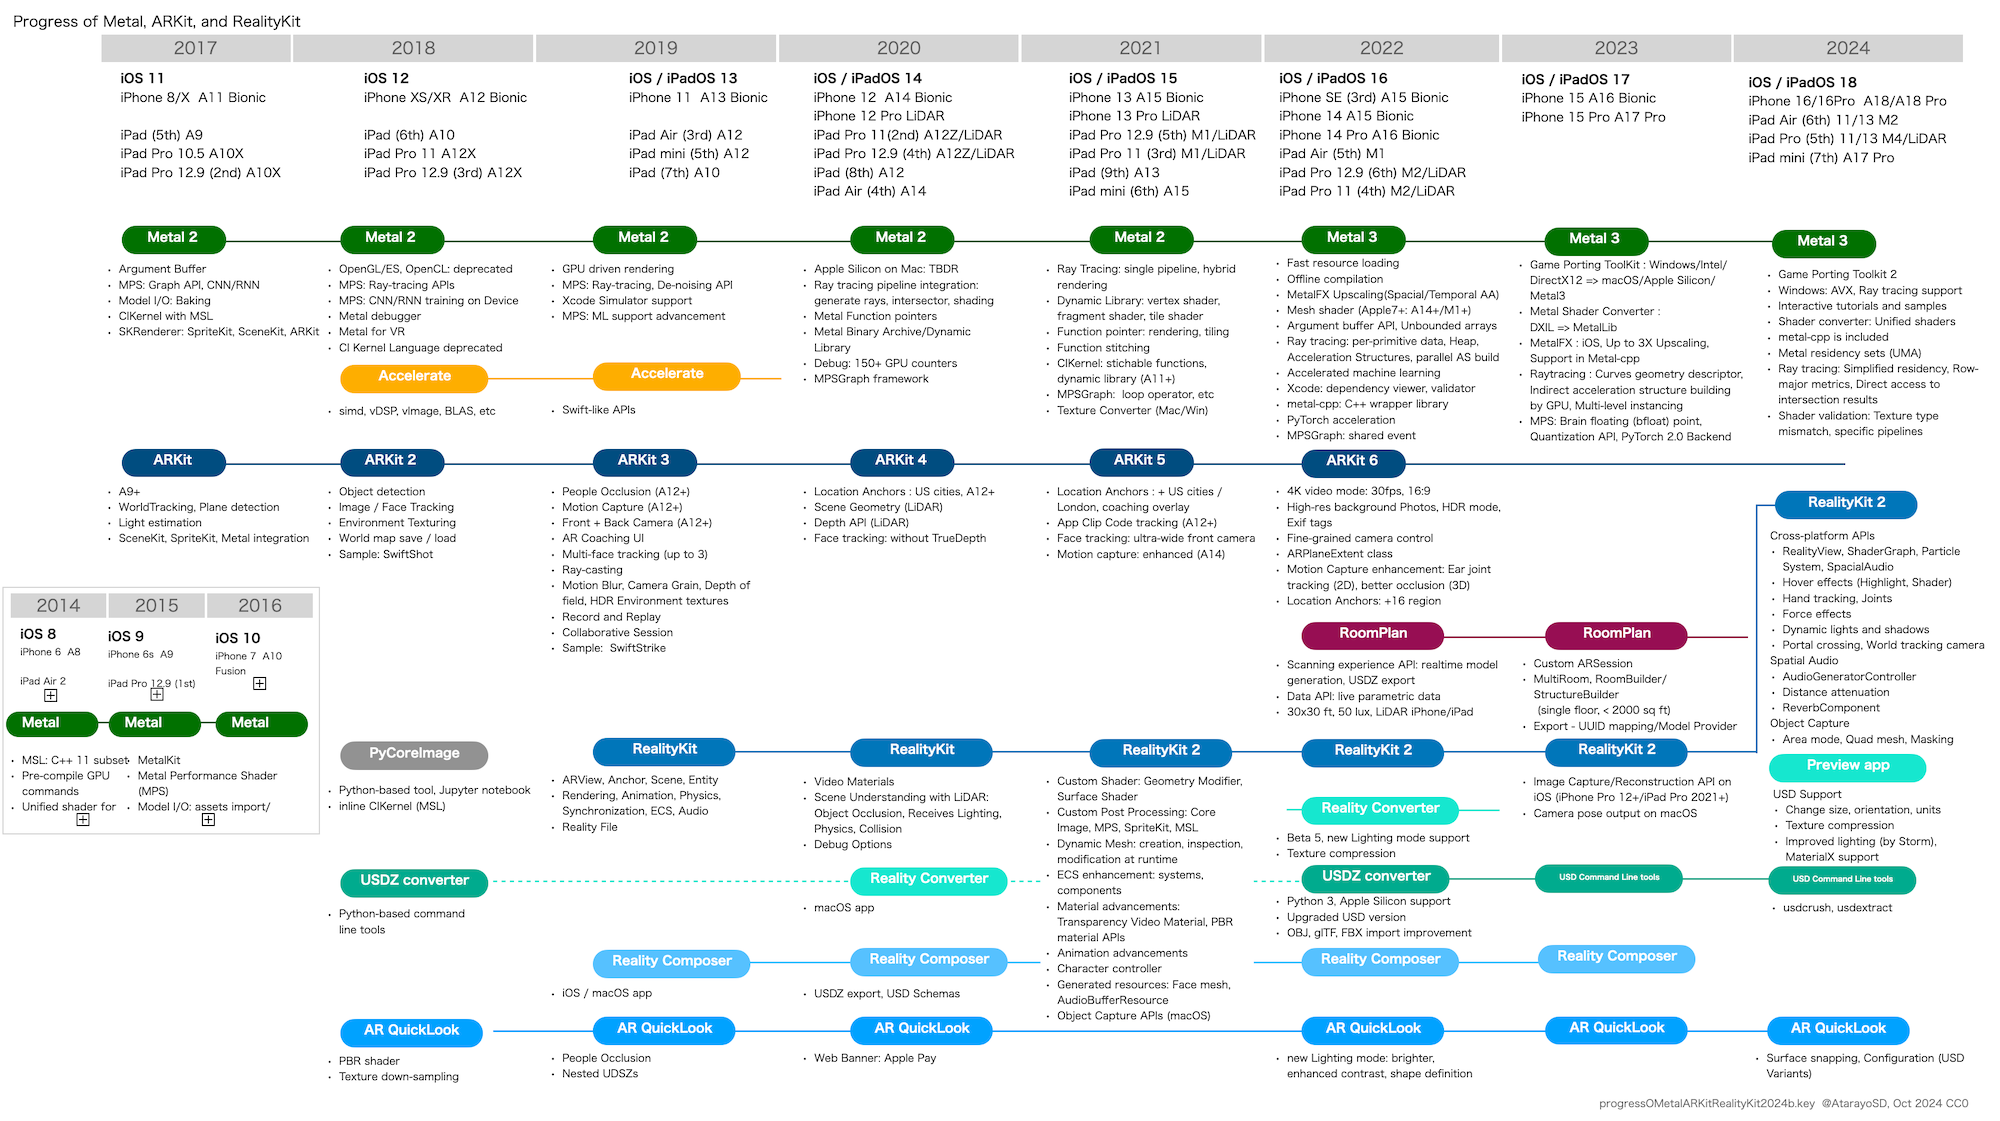 Progress of Metal, ARKit, and RealityKit
2017
2018
2019
2020
2021
2022
2023
2024
iOS 11
iPhone 8/X A11 Bionic
iPad (5th) A9
iPad Pro 10.5 A10X
iPad Pro 12.9 (2nd) A10X
iOS 12
iPhone XS/XR A12 Bionic
iPad (6th) A10
iPad Pro 11 A12X
iPad Pro 12.9 (3rd) A12X
iOS / iPadOS 13
iPhone 11 A13 Bionic
iPad Air (3rd) A12
iPad mini (5th) A12
iPad (7th) A10
iOS / iPadOS 14
iPhone 12 A14 Bionic
iPhone 12 Pro LiDAR
iPad Pro 11(2nd) A12Z/LiDAR
iPad Pro 12.9 (4th) A12Z/LiDAR
iPad (8th) A12
iPad Air (4th) A14
iOS / iPadOS 15
iPhone 13 A15 Bionic
iPhone 13 Pro LiDAR
iPad Pro 12.9 (5th) M1/LiDAR
iPad Pro 11 (3rd) M1/LiDAR
iPad (9th) A13
iPad mini (6th) A15
iOS / iPadOS 16
iPhone SE (3rd) A15 Bionic
iPhone 14 A15 Bionic
iPhone 14 Pro A16 Bionic
iPad Air (5th) M1
iPad Pro 12.9 (6th) M2/LiDAR
iPad Pro 11 (4th) M2/LiDAR
iOS / iPadOS 17
iPhone 15 A16 Bionic
iPhone 15 Pro A17 Pro
iOS / iPadOS 18
iPhone 16/16Pro A18/A18 Pro
iPad Air (6th) 11/13 M2
iPad Pro (5th) 11/13 M4/LiDAR
iPad mini (7th) A17 Pro
Metal 2
• Argument Buffer
• MPS: Graph API, CNN/RNN
• Model I/O: Baking
• CIKernel with MSL
• SKRenderer: SpriteKit, SceneKit, ARKit
Metal 2
• OpenGL/ES, OpenCL: deprecated
• MPS: Ray-tracing APIs
• MPS: CNN/RNN training on Device
• Metal debugger
• Metal for VR
• CI Kernel Language deprecated
Metal 2
• GPU driven rendering
• MPS: Ray-tracing, De-noising API
• Xcode Simulator support
• MPS: ML support advancement
Metal 2
• Apple Silicon on Mac: TBDR
• Ray tracing pipeline integration:
generate rays, intersector, shading
• Metal Function pointers
• Metal Binary Archive/Dynamic
Library
• Debug: 150+ GPU counters
• MPSGraph framework
Metal 2
• Ray Tracing: single pipeline, hybrid
rendering
• Dynamic Library: vertex shader,
fragment shader, tile shader
• Function pointer: rendering, tiling
• Function stitching
• CIKernel: stichable functions,
dynamic library (A11+)
• MPSGraph: loop operator, etc
• Texture Converter (Mac/Win)
Metal 3
• Fast resource loading
• Offline compilation
• MetalFX Upscaling(Spacial/Temporal AA)
• Mesh shader (Apple7+: A14+/M1+)
• Argument buffer API, Unbounded arrays
• Ray tracing: per-primitive data, Heap,
Acceleration Structures, parallel AS build
• Accelerated machine learning
• Xcode: dependency viewer, validator
• metal-cpp: C++ wrapper library
• PyTorch acceleration
• MPSGraph: shared event
Metal 3
• Game Porting ToolKit : Windows/Intel/
DirectX12 => macOS/Apple Silicon/
Metal3
• Metal Shader Converter :
DXIL => MetalLib
• MetalFX : iOS, Up to 3X Upscaling,
Support in Metal-cpp
• Raytracing : Curves geometry descriptor,
Indirect acceleration structure building
by GPU, Multi-level instancing
• MPS: Brain floating (bfloat) point,
Quantization API, PyTorch 2.0 Backend
Metal 3
• Game Porting Toolkit 2
• Windows: AVX, Ray tracing support
• Interactive tutorials and samples
• Shader converter: Unified shaders
• metal-cpp is included
• Metal residency sets (UMA)
• Ray tracing: Simplified residency, Row-
major metrics, Direct access to
intersection results
• Shader validation: Texture type
mismatch, specific pipelines
Accelerate
• simd, vDSP, vImage, BLAS, etc
Accelerate
• Swift-like APIs
ARKit
• A9+
• WorldTracking, Plane detection
• Light estimation
• SceneKit, SpriteKit, Metal integration
ARKit 2
• Object detection
• Image / Face Tracking
• Environment Texturing
• World map save / load
• Sample: SwiftShot
ARKit 3
• People Occlusion (A12+)
• Motion Capture (A12+)
• Front + Back Camera (A12+)
• AR Coaching UI
• Multi-face tracking (up to 3)
• Ray-casting
• Motion Blur, Camera Grain, Depth of
field, HDR Environment textures
• Record and Replay
• Collaborative Session
• Sample: SwiftStrike
ARKit 4
• Location Anchors : US cities, A12+
• Scene Geometry (LiDAR)
• Depth API (LiDAR)
• Face tracking: without TrueDepth
ARKit 5
• Location Anchors : + US cities /
London, coaching overlay
• App Clip Code tracking (A12+)
• Face tracking: ultra-wide front camera
• Motion capture: enhanced (A14)
ARKit 6
• 4K video mode: 30fps, 16:9
• High-res background Photos, HDR mode,
Exif tags
• Fine-grained camera control
• ARPlaneExtent class
• Motion Capture enhancement: Ear joint
tracking (2D), better occlusion (3D)
• Location Anchors: +16 region
RealityKit 2
Cross-platform APIs
• RealityView, ShaderGraph, Particle
System, SpacialAudio
• Hover effects (Highlight, Shader)
• Hand tracking, Joints
• Force effects
• Dynamic lights and shadows
• Portal crossing, World tracking camera
Spatial Audio
• AudioGeneratorController
• Distance attenuation
• ReverbComponent
Object Capture
• Area mode, Quad mesh, Masking
2014
2015
2016
iOS 8
iPhone 6 A8
iPad Air 2
iOS 9
iPhone 6s A9
iPad Pro 12.9 (1st)
iOS 10
iPhone 7 A10
Fusion
Metal
• MSL: C++ 11 subset
• Pre-compile GPU
commands
• Unified shader for
Metal
• MetalKit
• Metal Performance Shader
(MPS)
• Model I/O: assets import/
Metal
RoomPlan
• Scanning experience API: realtime model
generation, USDZ export
• Data API: live parametric data
• 30x30 ft, 50 lux, LiDAR iPhone/iPad
RoomPlan
• Custom ARSession
• MultiRoom, RoomBuilder/
StructureBuilder
(single floor, < 2000 sq ft)
• Export - UUID mapping/Model Provider
PyCoreImage
• Python-based tool, Jupyter notebook
• inline CIKernel (MSL)
RealityKit
• ARView, Anchor, Scene, Entity
• Rendering, Animation, Physics,
Synchronization, ECS, Audio
• Reality File
RealityKit
• Video Materials
• Scene Understanding with LiDAR:
Object Occlusion, Receives Lighting,
Physics, Collision
• Debug Options
RealityKit 2
• Custom Shader: Geometry Modifier,
Surface Shader
• Custom Post Processing: Core
Image, MPS, SpriteKit, MSL
• Dynamic Mesh: creation, inspection,
modification at runtime
• ECS enhancement: systems,
components
• Material advancements:
Transparency Video Material, PBR
material APIs
• Animation advancements
• Character controller
• Generated resources: Face mesh,
AudioBufferResource
• Object Capture APIs (macOS)
RealityKit 2
RealityKit 2
• Image Capture/Reconstruction API on
iOS (iPhone Pro 12+/iPad Pro 2021+)
• Camera pose output on macOS
Preview app
USD Support
• Change size, orientation, units
• Texture compression
• Improved lighting (by Storm),
MaterialX support
Reality Converter
• Beta 5, new Lighting mode support
• Texture compression
USDZ converter
• Python-based command
line tools
Reality Converter
• macOS app
USDZ converter
• Python 3, Apple Silicon support
• Upgraded USD version
• OBJ, glTF, FBX import improvement
USD Command Line tools
USD Command Line tools
• usdcrush, usdextract
Reality Composer
• iOS / macOS app
Reality Composer
• USDZ export, USD Schemas
Reality Composer
Reality Composer
AR QuickLook
• PBR shader
• Texture down-sampling
AR QuickLook
• People Occlusion
• Nested UDSZs
AR QuickLook
• Web Banner: Apple Pay
AR QuickLook
• new Lighting mode: brighter,
enhanced contrast, shape definition
AR QuickLook
AR QuickLook
• Surface snapping, Configuration (USD
Variants)
progressOMetalARKitRealityKit2024b.key @AtarayoSD, Oct 2024 CC0